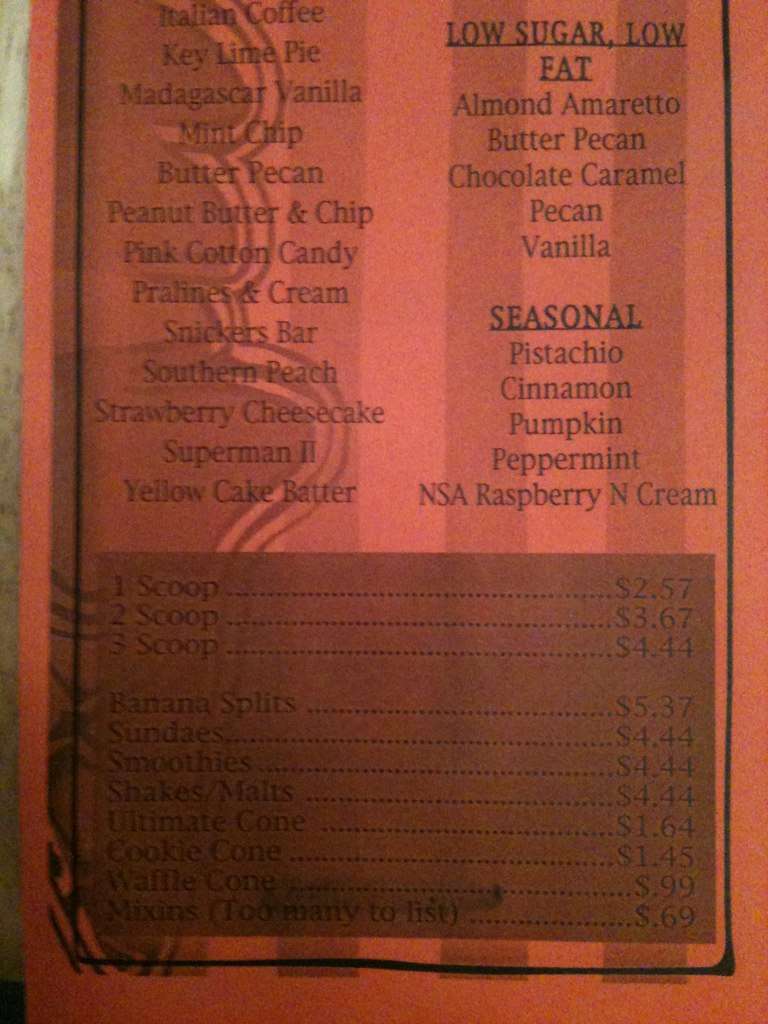 Italian Coffee
Key Lime Pie
Madagascar Vanilla
Mint Chip
Butter Pecan
Peanut Butter & Chip
Pink Cotton Candy
Pralines & Cream
Snickers Bar
Southern Peach
Strawberry Cheesecake
Superman II
Yellow Cake Batter
LOW SUGAR, LOW
FAT
Almond Amaretto
Butter Pecan
Chocolate Caramel
Pecan
Vanilla
SEASONAL
Pistachio
Cinnamon
Pumpkin
Peppermint
NSA Raspberry N Cream
1 Scoop ........ $2.57
2 Scoop ........ $3.67
3 Scoop ........ $4.44
Banana Splits ........ $5.37
Sundaes ........ $4.44
Smoothies ........ $4.44
Shakes/Malts ........ $4.44
Ultimate Cone ........ $1.64
Cookie Cone ........ $1.45
Waffle Cone ........ $.99
Mixins (Too many to list) ........ $.69